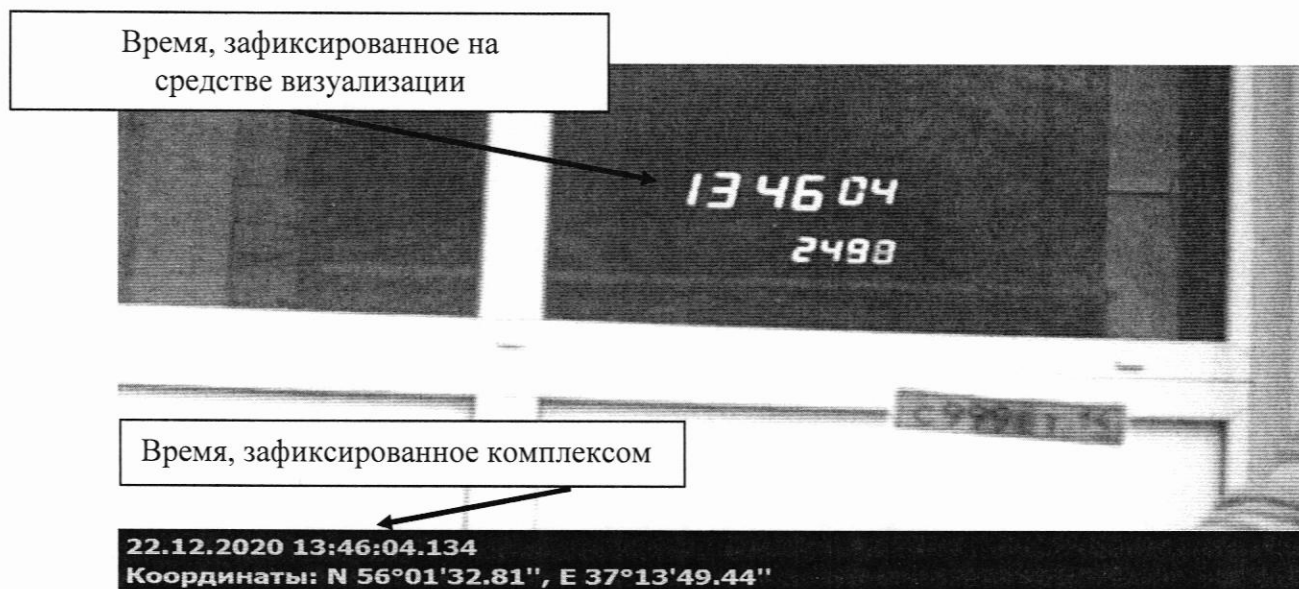 Время, зафиксированное на
средстве визуализации
13 46 04
2498
Время, зафиксированное комплексом
22.12.2020 13:46:04.134
Координаты: N 56°01'32.81'', E 37°13'49.44''